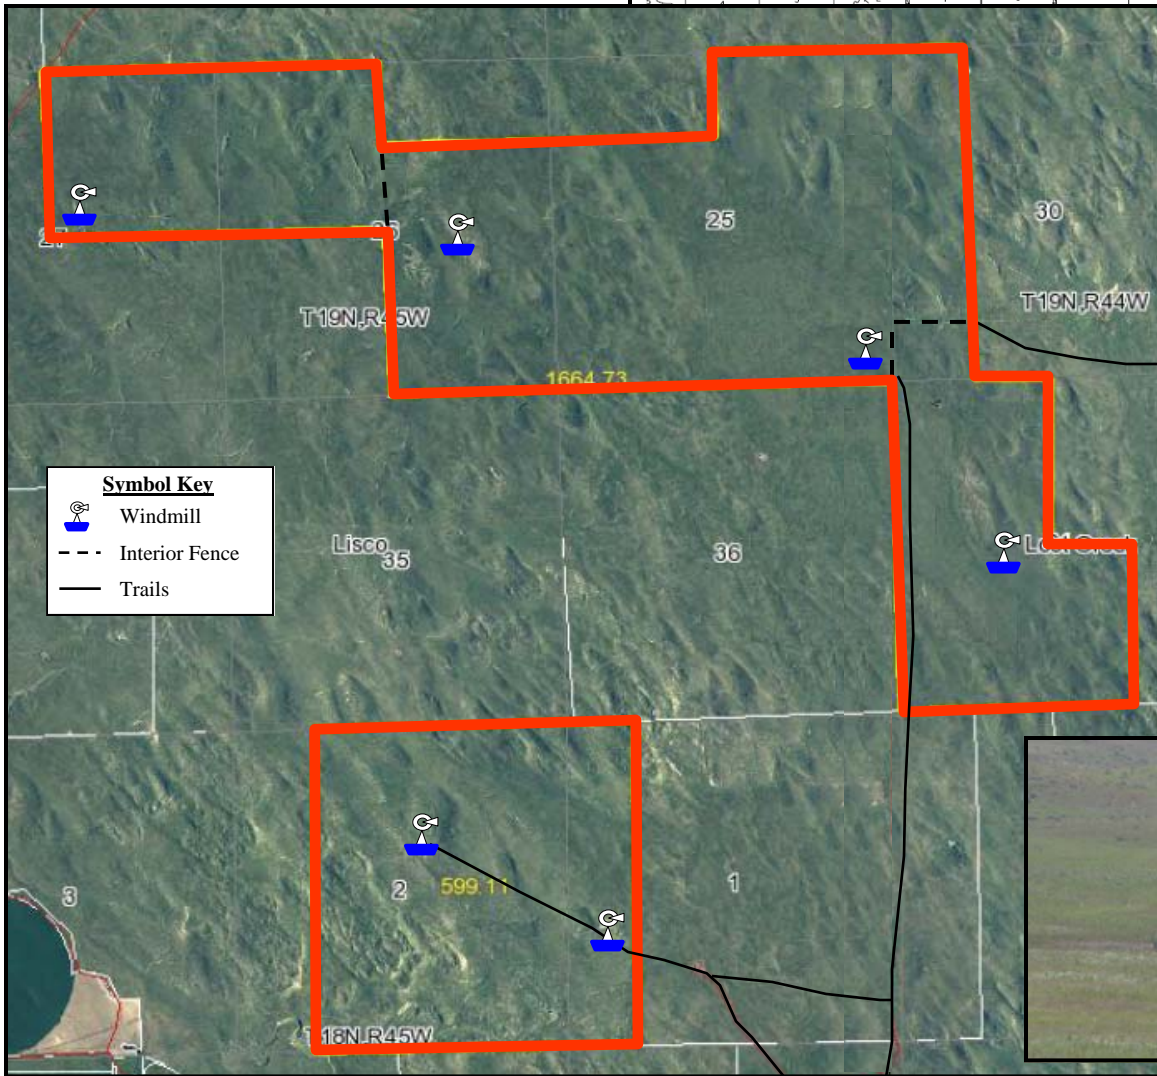 30
25
T19N,R44W
T19N,R45W
1664.73
Symbol Key
Windmill
Interior Fence
Trails
Lisco
35
36
3
2
599.11
1
T18N,R45W